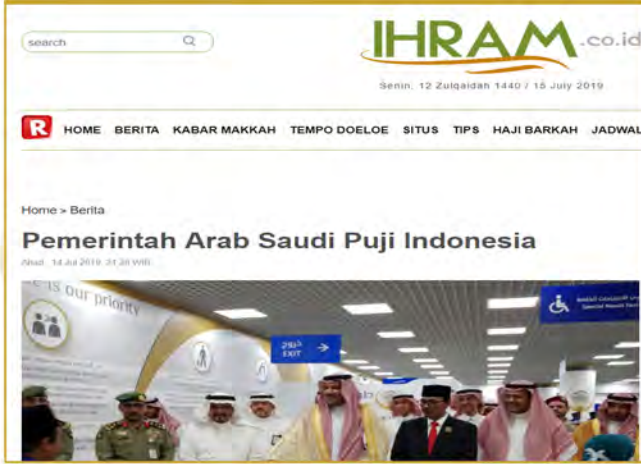 search
IHRAM.co.id
Senin, 12 Zulqaidah 1440 / 15 July 2019
R HOME BERITA KABAR MAKKAH TEMPO DOELOE SITUS TIPS HAJI BARKAH JADWAL
Home > Berita
Pemerintah Arab Saudi Puji Indonesia
Ahad, 14 Jul 2019 21:26 WIB
is our priority
خروج
EXIT